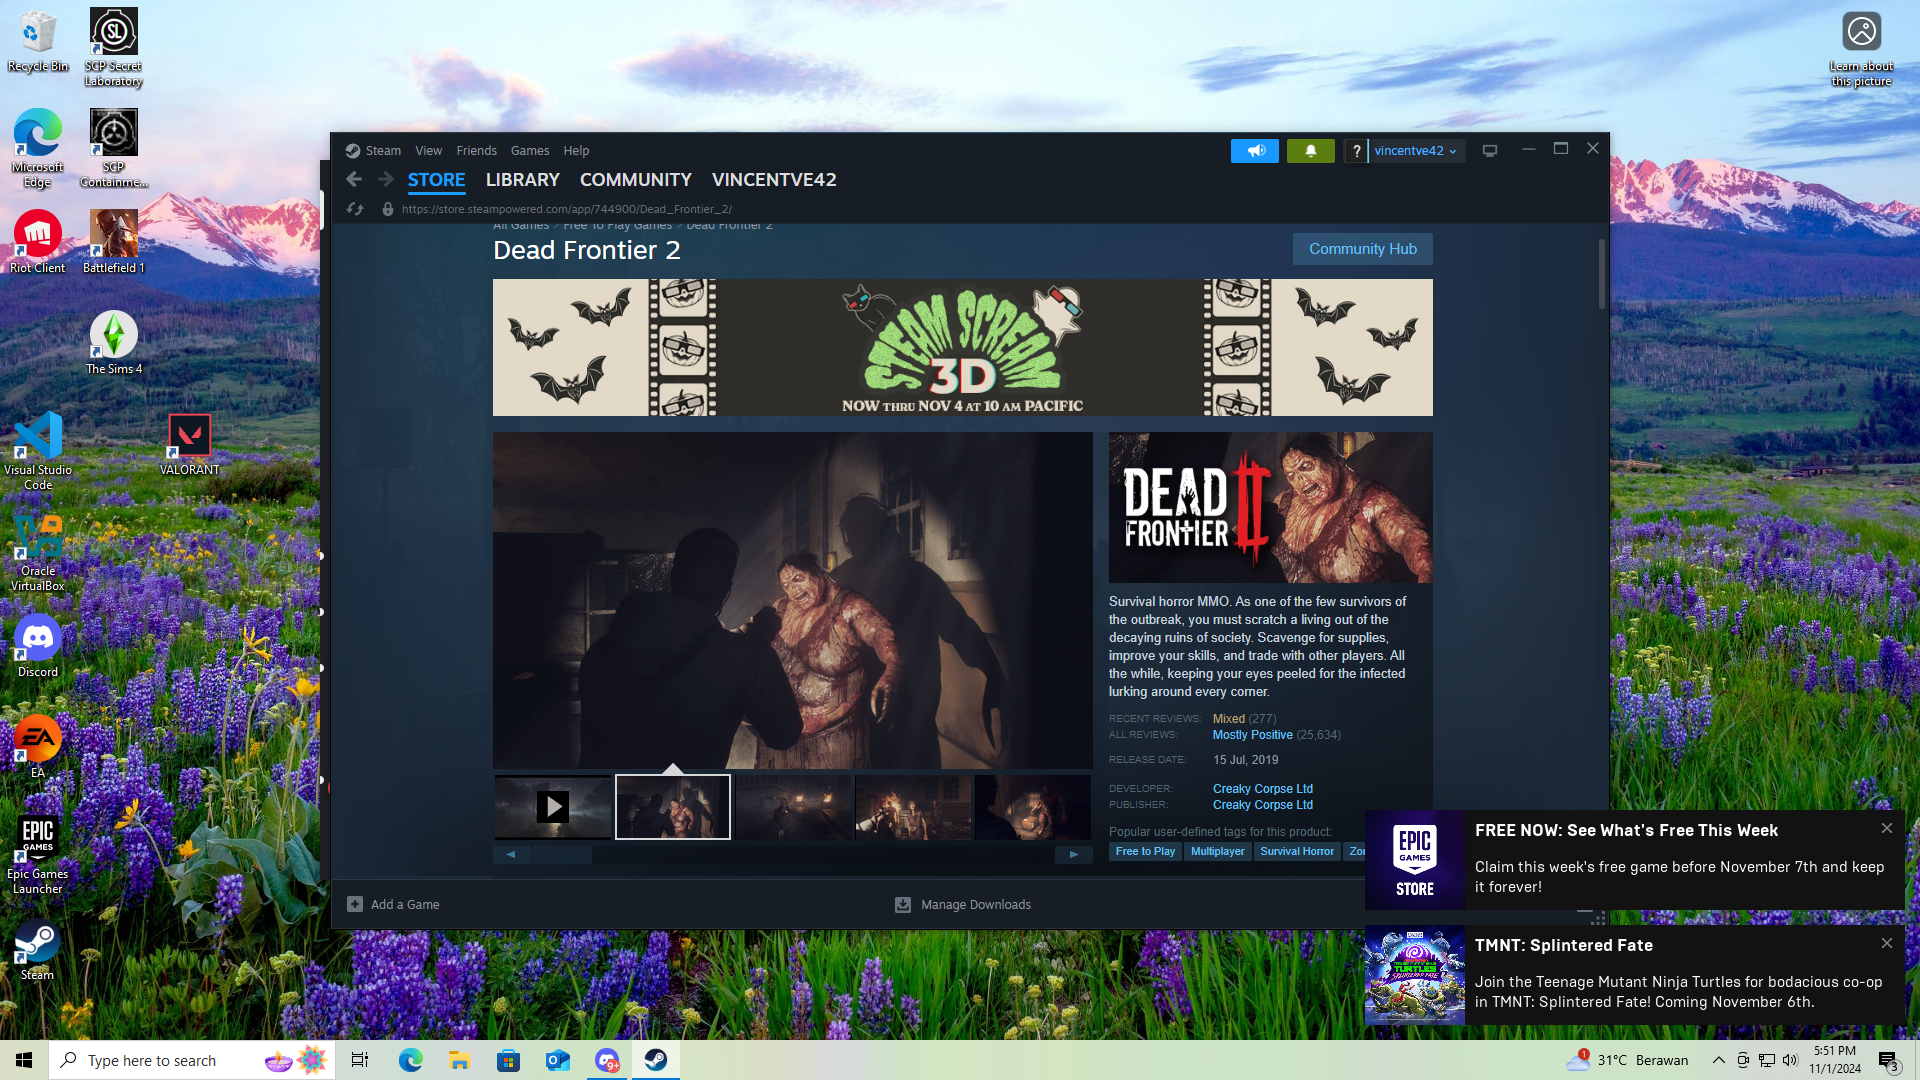 Recycle Bin
SCP Secret
Laboratory
Learn about
this picture
Microsoft
Edge
SCP
Containme...
Riot Client
Battlefield 1
The Sims 4
Visual Studio
Code
VALORANT
Oracle
VirtualBox
Discord
EA
EA
EPIC
GAMES
Epic Games
Launcher
Steam
Steam View Friends Games Help
? vincentve42
STORE LIBRARY COMMUNITY VINCENTVE42
https://store.steampowered.com/app/744900/Dead_Frontier_2/
All Games > Free To Play Games > Dead Frontier 2
Dead Frontier 2
Community Hub
STEAM SCREAM
3D
NOW THRU NOV 4 AT 10 AM PACIFIC
DEAD
FRONTIER II
Survival horror MMO. As one of the few survivors of
the outbreak, you must scratch a living out of the
decaying ruins of society. Scavenge for supplies,
improve your skills, and trade with other players. All
the while, keeping your eyes peeled for the infected
lurking around every corner.
RECENT REVIEWS: Mixed (277)
ALL REVIEWS: Mostly Positive (25,634)
RELEASE DATE: 15 Jul, 2019
DEVELOPER: Creaky Corpse Ltd
PUBLISHER: Creaky Corpse Ltd
Popular user-defined tags for this product:
Free to Play Multiplayer Survival Horror
Add a Game
Manage Downloads
EPIC
GAMES
STORE
FREE NOW: See What's Free This Week
Claim this week's free game before November 7th and keep
it forever!
TMNT: Splintered Fate
Join the Teenage Mutant Ninja Turtles for bodacious co-op
in TMNT: Splintered Fate! Coming November 6th.
Type here to search
9+
1
31°C Berawan
5:51 PM
11/1/2024
3